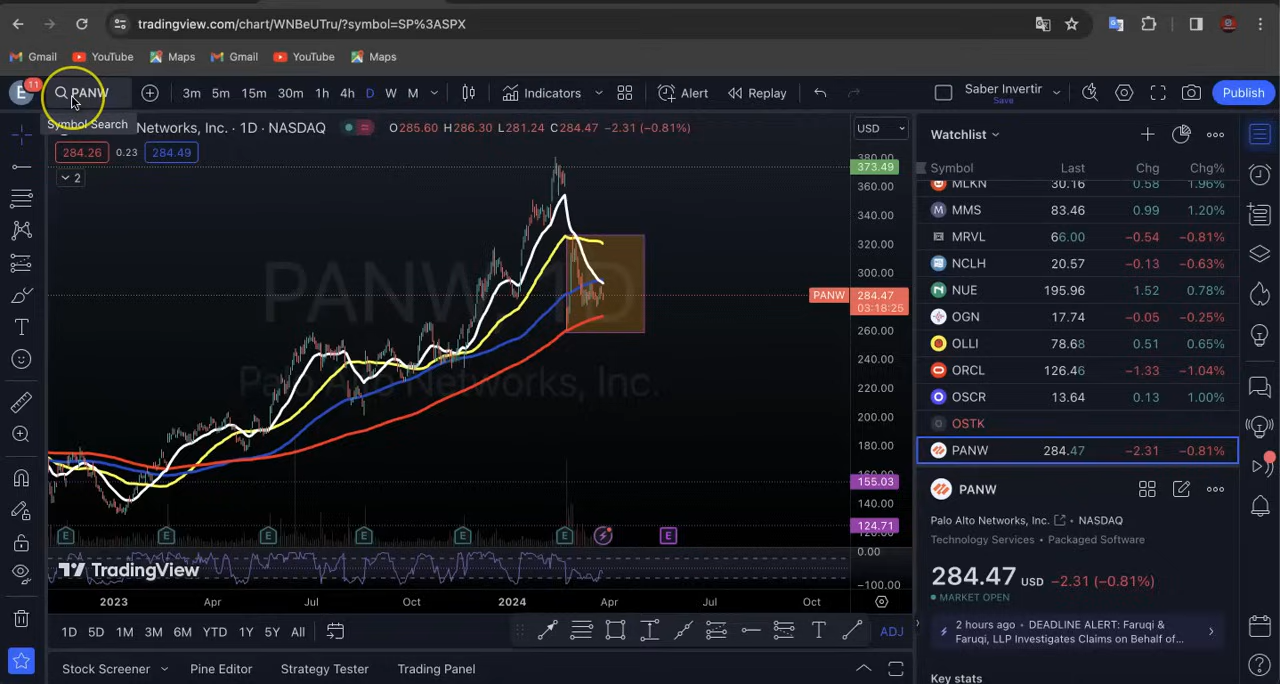 tradingview.com/chart/WNBeUTru/?symbol=SP%3ASPX
Gmail YouTube Maps Gmail YouTube Maps
E 11 PANW 3m 5m 15m 30m 1h 4h D W M Indicators Alert Replay Saber Invertir Save Publish
Symbol Search
Networks, Inc. · 1D · NASDAQ O285.60 H286.30 L281.24 C284.47 −2.31 (−0.81%) USD
284.26 0.23 284.49
2
PANW, 1D
Palo Alto Networks, Inc.
380.00
373.49
360.00
340.00
320.00
300.00
PANW 284.47
03:18:25
260.00
240.00
220.00
200.00
180.00
160.00
155.03
140.00
124.71
120.00
E E E E E E E
0.00
−100.00
TradingView
2023 Apr Jul Oct 2024 Apr Jul Oct
1D 5D 1M 3M 6M YTD 1Y 5Y All ADJ
Stock Screener Pine Editor Strategy Tester Trading Panel
Watchlist
Symbol Last Chg Chg%
MLKN 30.16 0.58 1.96%
MMS 83.46 0.99 1.20%
MRVL 66.00 −0.54 −0.81%
NCLH 20.57 −0.13 −0.63%
NUE 195.96 1.52 0.78%
OGN 17.74 −0.05 −0.25%
OLLI 78.68 0.51 0.65%
ORCL 126.46 −1.33 −1.04%
OSCR 13.64 0.13 1.00%
OSTK
PANW 284.47 −2.31 −0.81%
PANW
Palo Alto Networks, Inc. • NASDAQ
Technology Services • Packaged Software
284.47 USD −2.31 (−0.81%)
MARKET OPEN
2 hours ago • DEADLINE ALERT: Faruqi &
Faruqi, LLP Investigates Claims on Behalf of...
Key stats